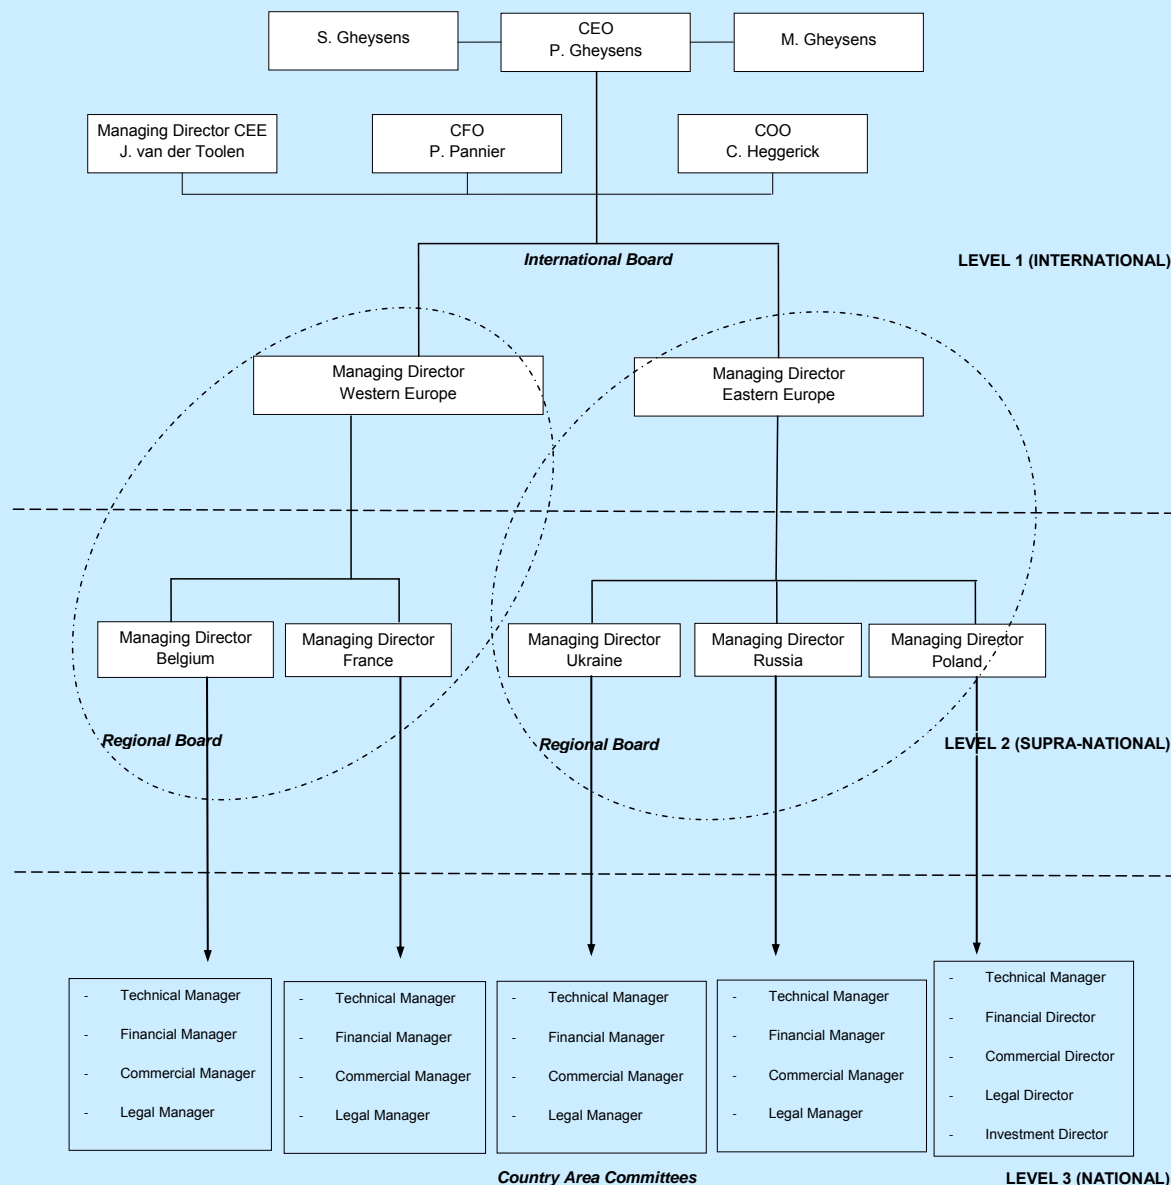 S. Gheysens
CEO
P. Gheysens
M. Gheysens
Managing Director CEE
J. van der Toolen
CFO
P. Pannier
COO
C. Heggerick
International Board
LEVEL 1 (INTERNATIONAL)
Managing Director
Western Europe
Managing Director
Eastern Europe
Managing Director
Belgium
Managing Director
France
Managing Director
Ukraine
Managing Director
Russia
Managing Director
Poland
Regional Board
Regional Board
LEVEL 2 (SUPRA-NATIONAL)
- Technical Manager
- Financial Manager
- Commercial Manager
- Legal Manager
- Technical Manager
- Financial Manager
- Commercial Manager
- Legal Manager
- Technical Manager
- Financial Manager
- Commercial Manager
- Legal Manager
- Technical Manager
- Financial Manager
- Commercial Manager
- Legal Manager
- Technical Manager
- Financial Director
- Commercial Director
- Legal Director
- Investment Director
Country Area Committees
LEVEL 3 (NATIONAL)